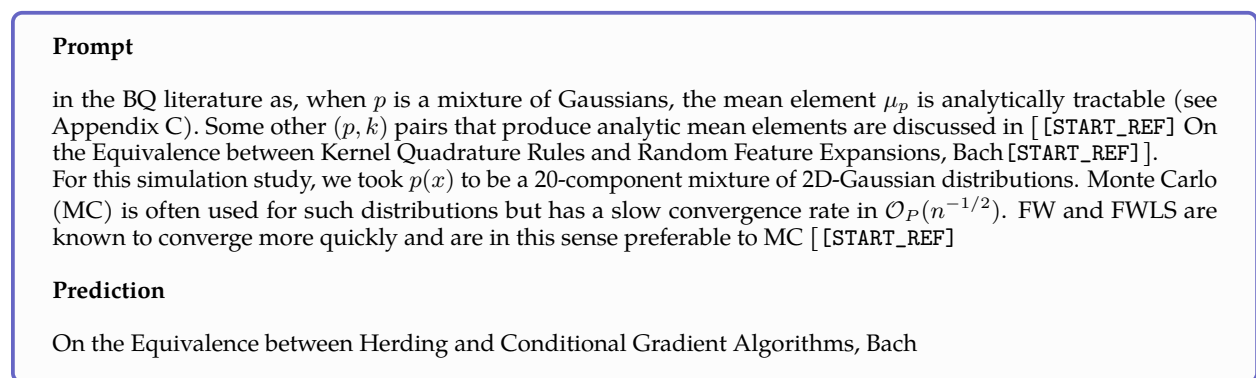 Prompt
in the BQ literature as, when p is a mixture of Gaussians, the mean element μ_p is analytically tractable (see
Appendix C). Some other (p, k) pairs that produce analytic mean elements are discussed in [[START_REF] On
the Equivalence between Kernel Quadrature Rules and Random Feature Expansions, Bach[START_REF]].
For this simulation study, we took p(x) to be a 20-component mixture of 2D-Gaussian distributions. Monte Carlo
(MC) is often used for such distributions but has a slow convergence rate in 𝒪_P(n^{-1/2}). FW and FWLS are
known to converge more quickly and are in this sense preferable to MC [[START_REF]
Prediction
On the Equivalence between Herding and Conditional Gradient Algorithms, Bach